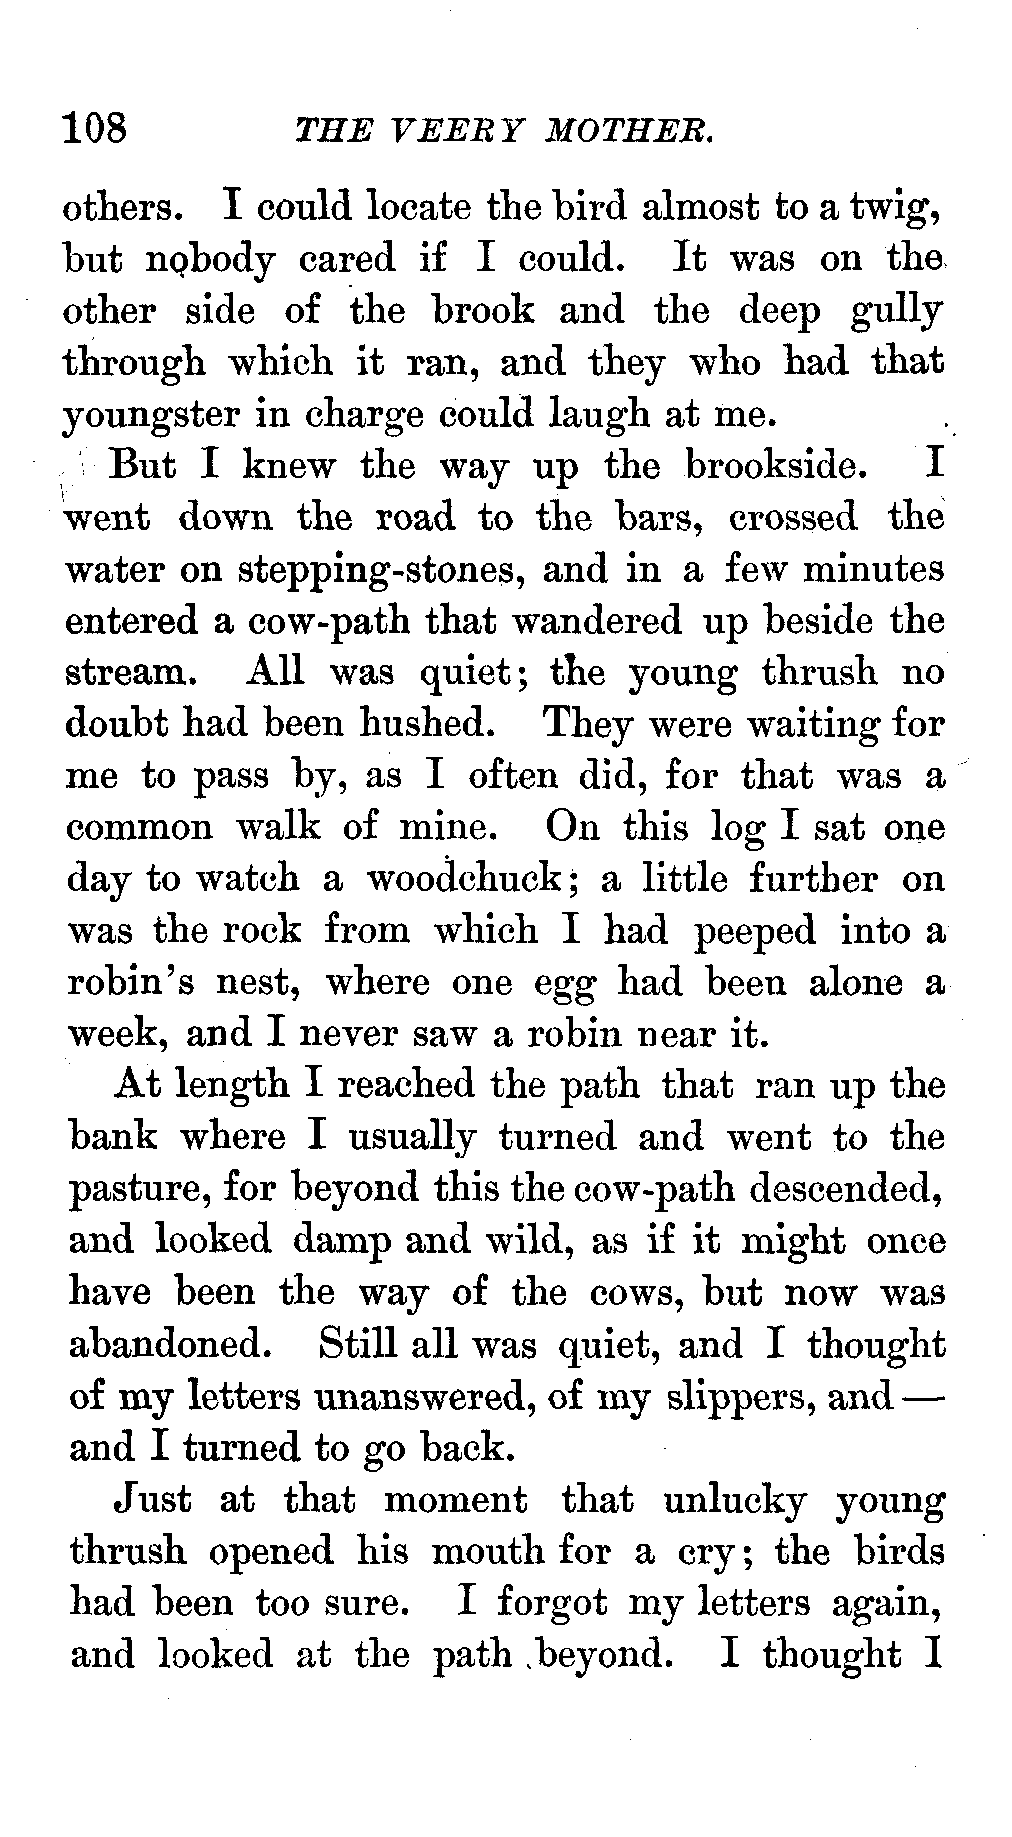 108 THE VEERY MOTHER.
others. I could locate the bird almost to a twig,
but nobody cared if I could. It was on the
other side of the brook and the deep gully
through which it ran, and they who had that
youngster in charge could laugh at me.
But I knew the way up the brookside. I
went down the road to the bars, crossed the
water on stepping-stones, and in a few minutes
entered a cow-path that wandered up beside the
stream. All was quiet; the young thrush no
doubt had been hushed. They were waiting for
me to pass by, as I often did, for that was a
common walk of mine. On this log I sat one
day to watch a woodchuck; a little further on
was the rock from which I had peeped into a
robin's nest, where one egg had been alone a
week, and I never saw a robin near it.
At length I reached the path that ran up the
bank where I usually turned and went to the
pasture, for beyond this the cow-path descended,
and looked damp and wild, as if it might once
have been the way of the cows, but now was
abandoned. Still all was quiet, and I thought
of my letters unanswered, of my slippers, and —
and I turned to go back.
Just at that moment that unlucky young
thrush opened his mouth for a cry; the birds
had been too sure. I forgot my letters again,
and looked at the path beyond. I thought I